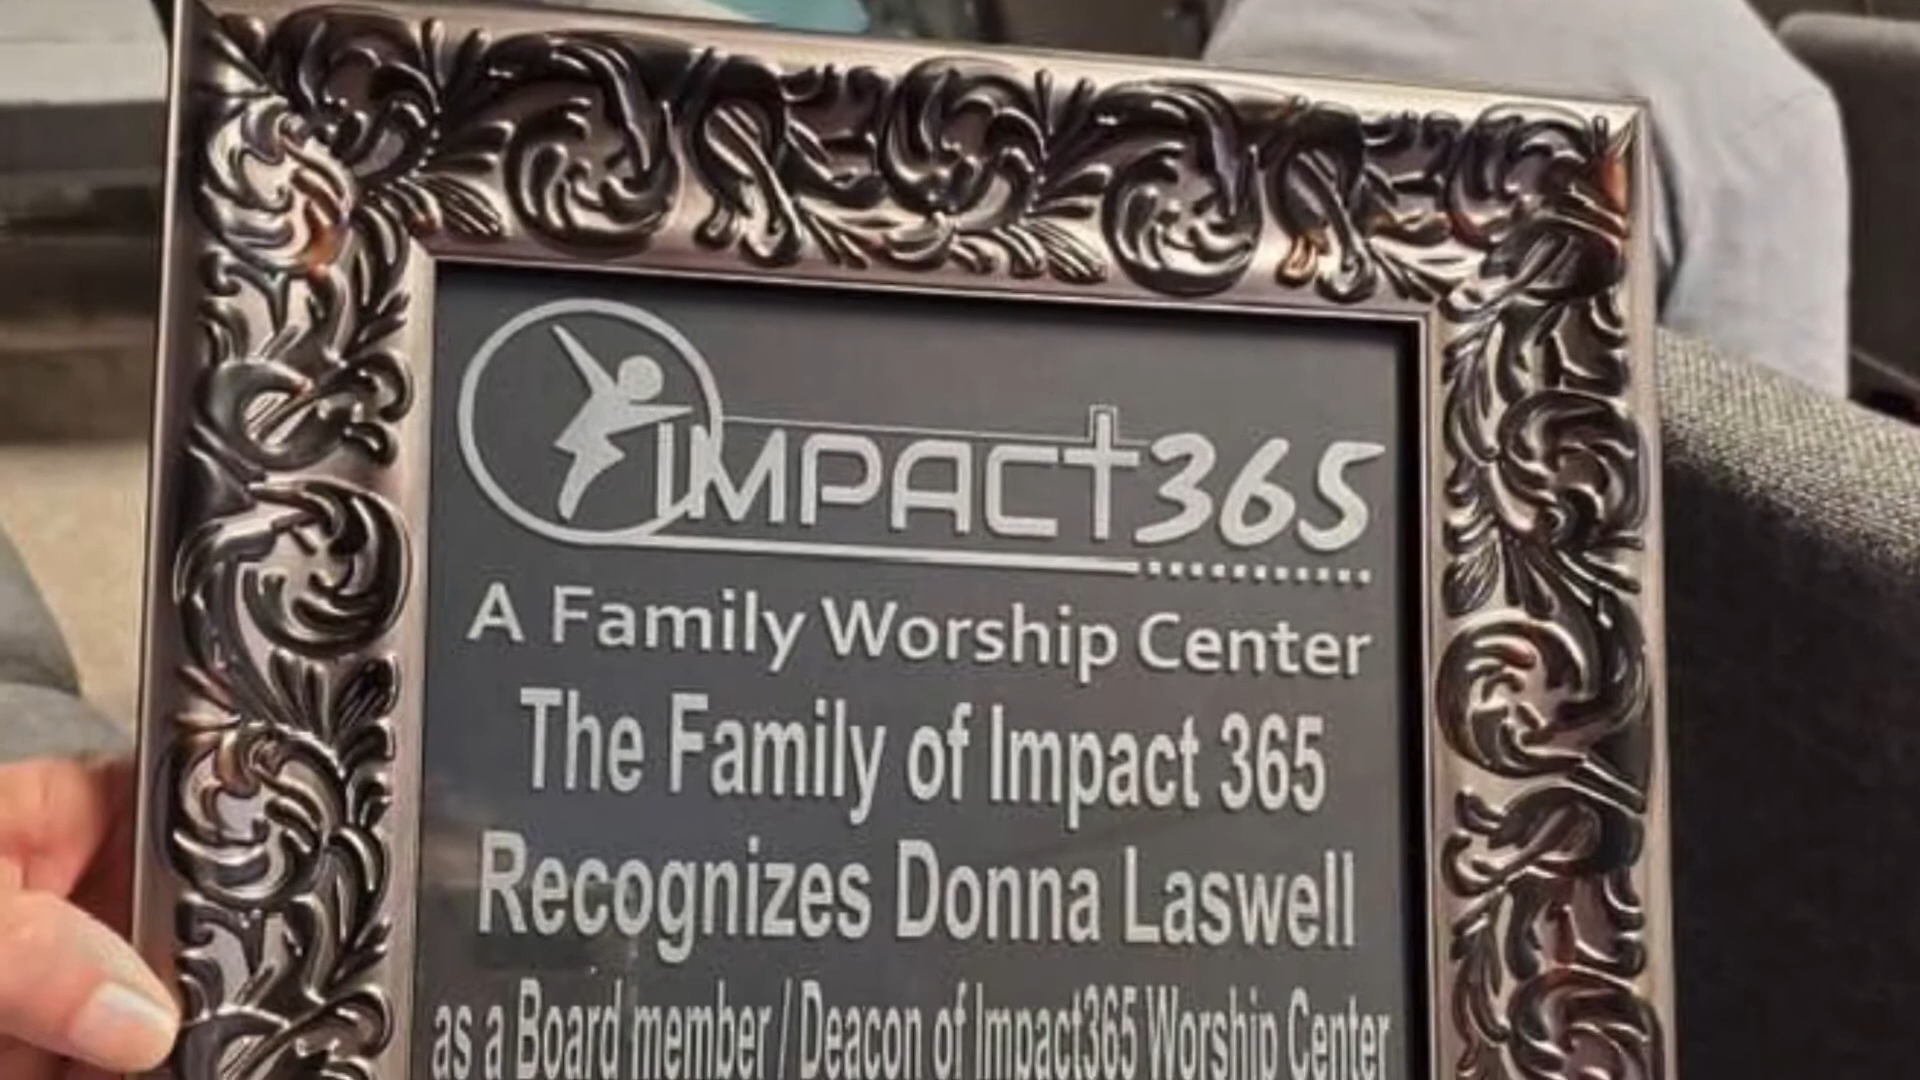 IMPACT365
A Family Worship Center
The Family of Impact 365
Recognizes Donna Laswell
as a Board member / Deacon of Impact365 Worship Center